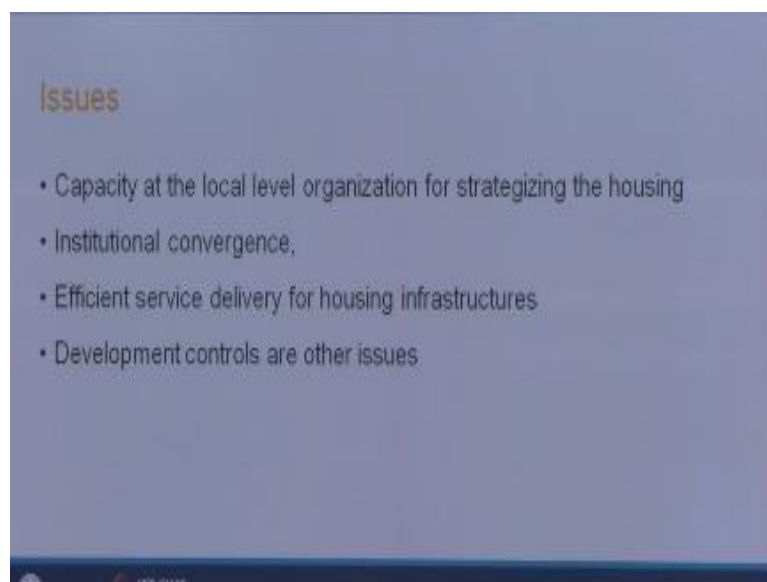 Issues
• Capacity at the local level organization for strategizing the housing
• Institutional convergence,
• Efficient service delivery for housing infrastructures
• Development controls are other issues